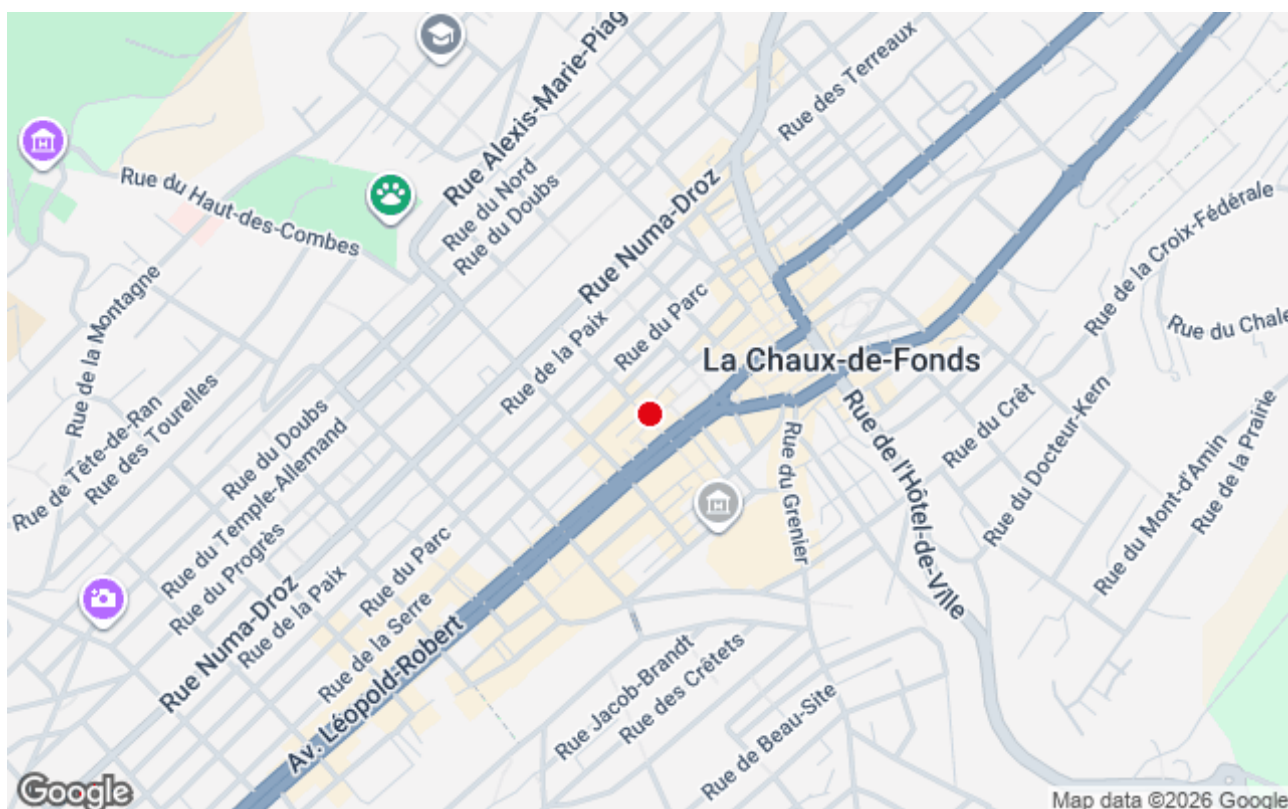 Rue Alexis-Marie-Piag
Rue des Terreaux
Rue du Haut-des-Combes
Rue du Nord
Rue du Doubs
Rue Numa-Droz
Rue de la Croix-Fédérale
Rue de la Montagne
Rue de la Paix
Rue du Parc
Rue du Chale
La Chaux-de-Fonds
Rue de Tête-de-Ran
Rue des Tourelles
Rue du Doubs
Rue du Temple-Allemand
Rue du Progrès
Rue Numa-Droz
Rue de la Paix
Rue du Parc
Rue de la Serre
Av. Léopold-Robert
Rue du Grenier
Rue de l'Hôtel-de-Ville
Rue du Crêt
Rue du Docteur-Kern
Rue du Mont-d'Amin
Rue de la Prairie
Rue Jacob-Brandt
Rue des Crêtets
Rue de Beau-Site
Google
Map data ©2026 Google